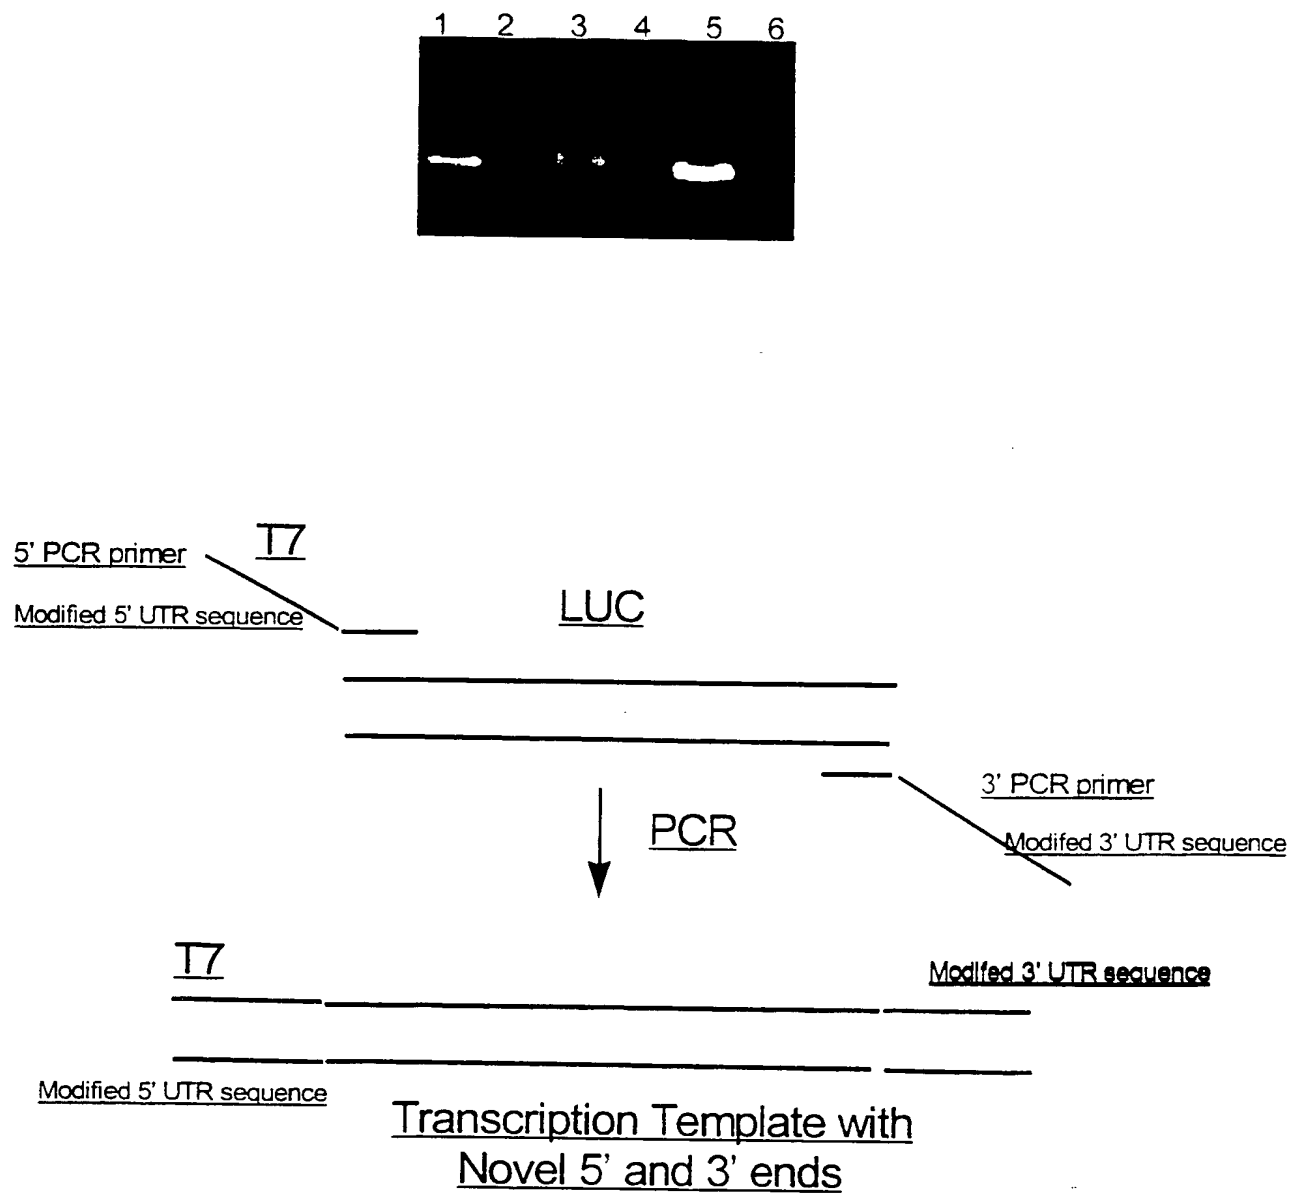 1 2 3 4 5 6
T7
5' PCR primer
Modified 5' UTR sequence
LUC
3' PCR primer
Modifed 3' UTR sequence
PCR
T7
Modifed 3' UTR sequence
Modified 5' UTR sequence
Transcription Template with
Novel 5' and 3' ends